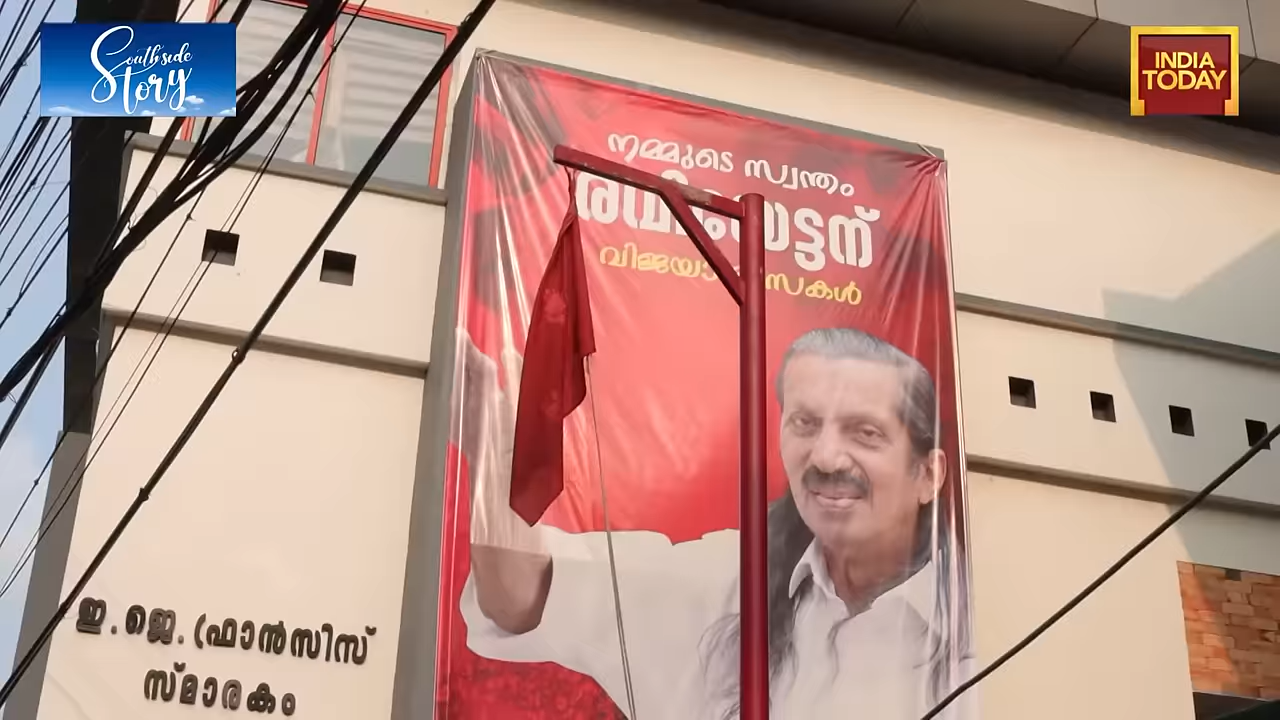 Southside
Story
INDIA
TODAY
നമ്മുടെ സ്വന്തം
വിജയാശംസകൾ
ഇ.ജെ.ഫ്രാൻസിസ്
സ്മാരകം